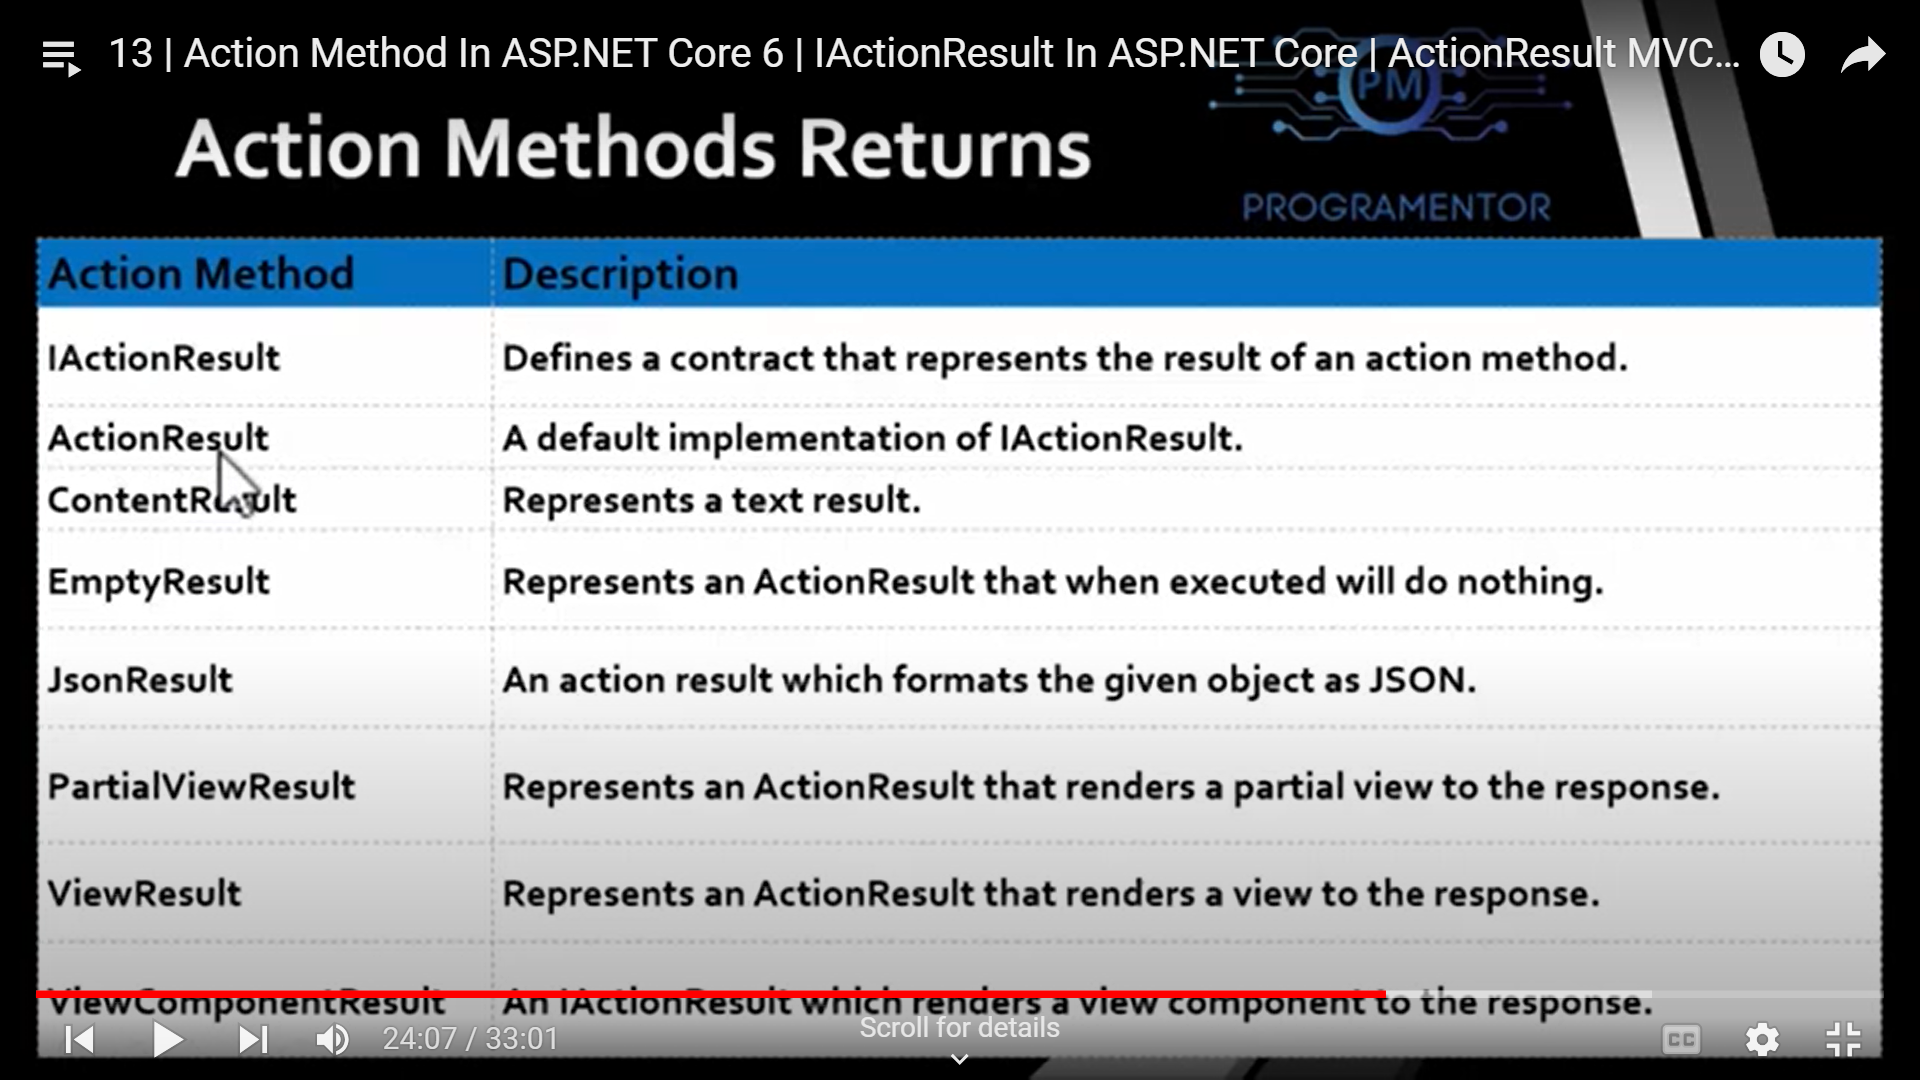 13 | Action Method In ASP.NET Core 6 | IActionResult In ASP.NET Core | ActionResult MVC...
PM
Action Methods Returns
PROGRAMENTOR
Action Method Description
IActionResult Defines a contract that represents the result of an action method.
ActionResult A default implementation of IActionResult.
ContentResult Represents a text result.
EmptyResult Represents an ActionResult that when executed will do nothing.
JsonResult An action result which formats the given object as JSON.
PartialViewResult Represents an ActionResult that renders a partial view to the response.
ViewResult Represents an ActionResult that renders a view to the response.
ViewComponentResult An IActionResult which renders a view component to the response.
24:07 / 33:01
Scroll for details
CC